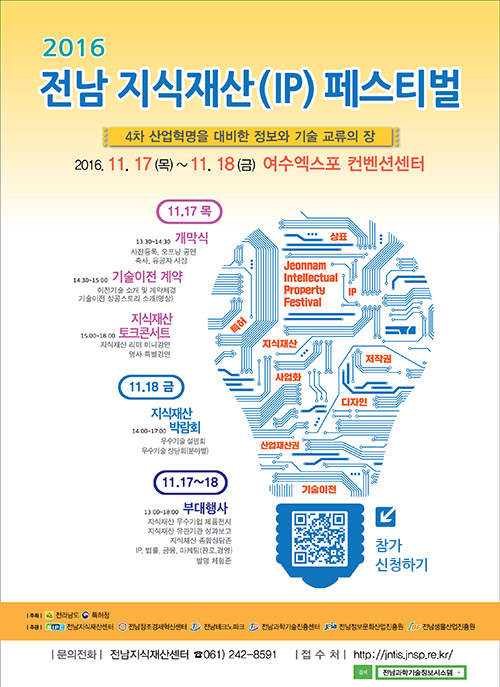 2016
전남 지식재산(IP) 페스티벌
4차 산업혁명을 대비한 정보와 기술 교류의 장
2016. 11. 17(목) ~ 11. 18(금) 여수엑스포 컨벤션센터
11.17 목
13:30~14:30 개막식
사전등록, 오프닝 공연
축사, 유공자 시상
14:30~15:00 기술이전 계약
이전기술 소개 및 계약체결
기술이전 성공스토리 소개(영상)
지식재산
15:00~18:00 토크콘서트
지식재산 리더 미니강연
명사 특별강연
11.18 금
지식재산
14:00~17:00 박람회
우수기술 설명회
우수기술 상담회(분야별)
11.17~18
13:00~18:00 부대행사
지식재산 우수기업 제품전시
지식재산 유관기관 성과보고
지식재산 종합상담존
IP, 법률, 금융, 마케팅(판로,경영)
발명 체험존
상표
Jeonnam
Intellectual
Property
Festival
IP
특허
지식재산
저작권
사업화
디자인
산업재산권
기술이전
참가
신청하기
| 주최 | 전라남도 특허청
| 주관 | 전남지식재산센터 전남창조경제혁신센터 전남테크노파크 전남과학기술진흥센터 전남정보문화산업진흥원 전남생물산업진흥원
| 문의전화 | 전남지식재산센터 ☎061) 242-8591 | 접 수 처 | http://jntis.jnsp.re.kr/
검색 전남과학기술정보시스템